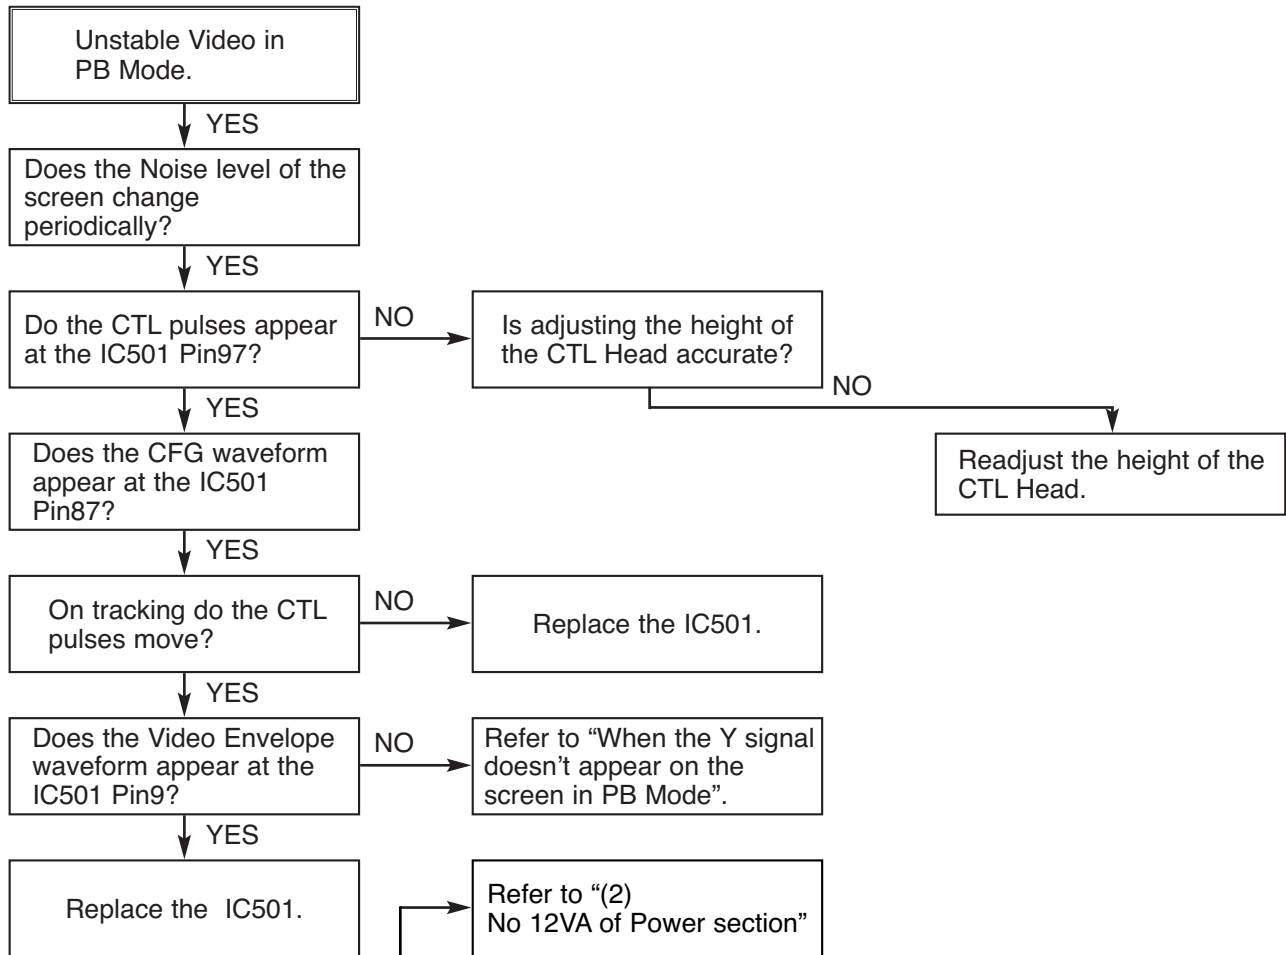 Unstable Video in
PB Mode.
YES
Does the Noise level of the
screen change
periodically?
YES
Do the CTL pulses appear
at the IC501 Pin97?
NO
Is adjusting the height of
the CTL Head accurate?
NO
Readjust the height of the
CTL Head.
YES
Does the CFG waveform
appear at the IC501
Pin87?
YES
On tracking do the CTL
pulses move?
NO
Replace the IC501.
YES
Does the Video Envelope
waveform appear at the
IC501 Pin9?
NO
Refer to “When the Y signal
doesn't appear on the
screen in PB Mode”.
YES
Replace the  IC501.
Refer to “(2)
No 12VA of Power section”